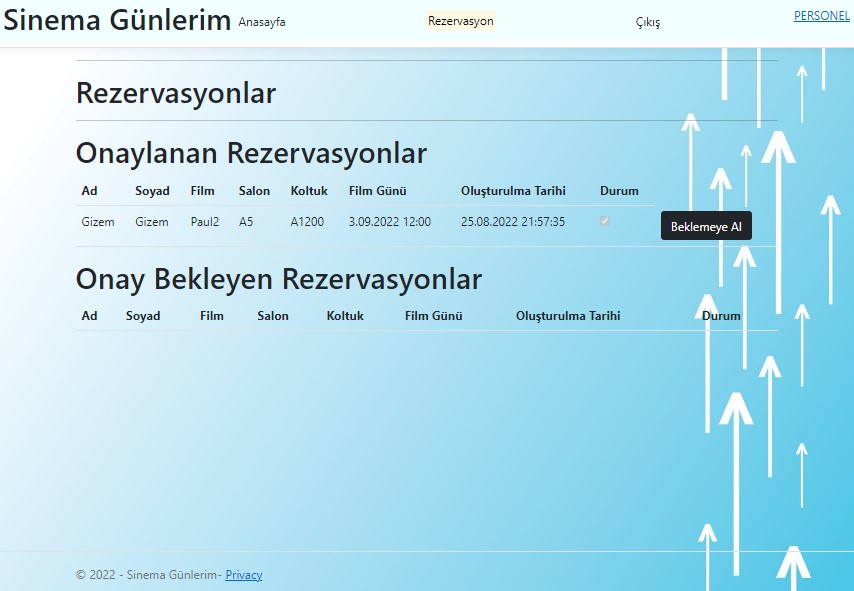 Sinema Günlerim Anasayfa Rezervasyon Çıkış PERSONEL
Rezervasyonlar
Onaylanan Rezervasyonlar
Ad Soyad Film Salon Koltuk Film Günü Oluşturulma Tarihi Durum
Gizem Gizem Paul2 A5 A1200 3.09.2022 12:00 25.08.2022 21:57:35 Beklemeye Al
Onay Bekleyen Rezervasyonlar
Ad Soyad Film Salon Koltuk Film Günü Oluşturulma Tarihi Durum
© 2022 - Sinema Günlerim- Privacy